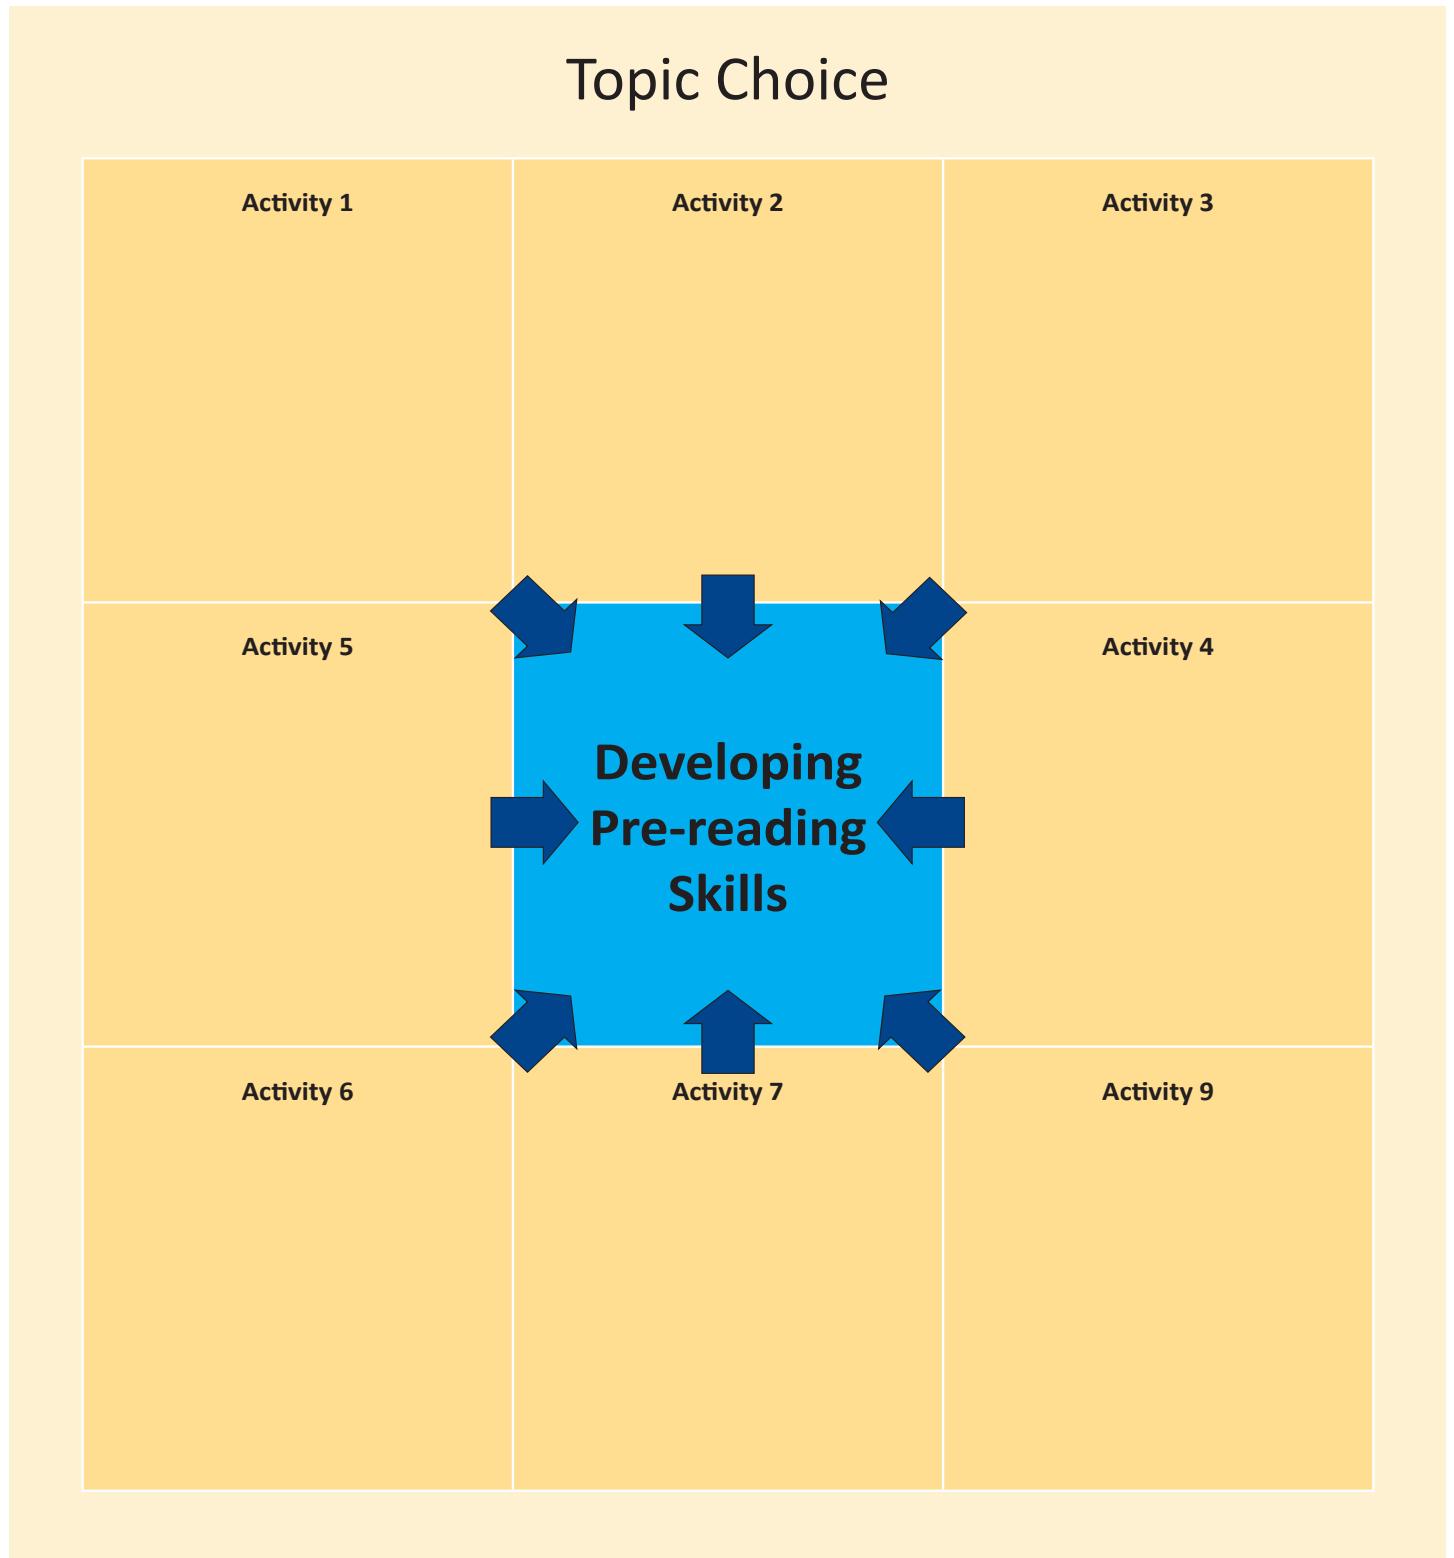 Topic Choice
Activity 1
Activity 2
Activity 3
Activity 5
Developing
Pre-reading
Skills
Activity 4
Activity 6
Activity 7
Activity 9